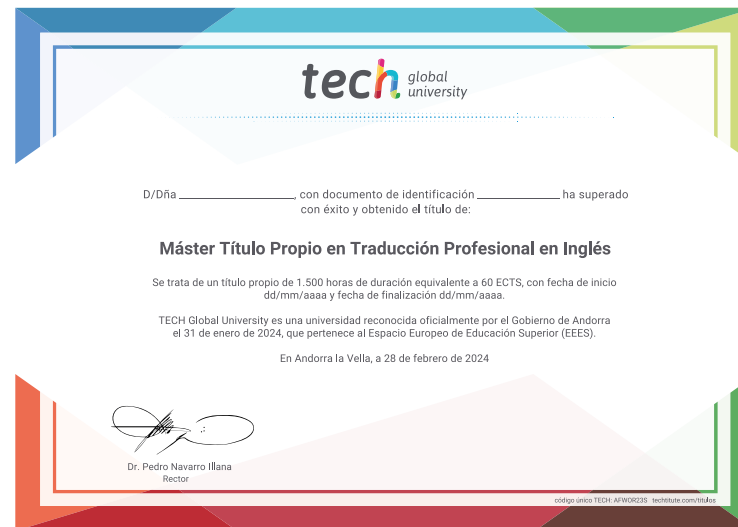 tech global university
D/Dña ____________________, con documento de identificación ______________ ha superado
con éxito y obtenido el título de:
Máster Título Propio en Traducción Profesional en Inglés
Se trata de un título propio de 1.500 horas de duración equivalente a 60 ECTS, con fecha de inicio
dd/mm/aaaa y fecha de finalización dd/mm/aaaa.
TECH Global University es una universidad reconocida oficialmente por el Gobierno de Andorra
el 31 de enero de 2024, que pertenece al Espacio Europeo de Educación Superior (EEES).
En Andorra la Vella, a 28 de febrero de 2024
Dr. Pedro Navarro Illana
Rector
código único TECH: AFWOR23S techtitute.com/titulos